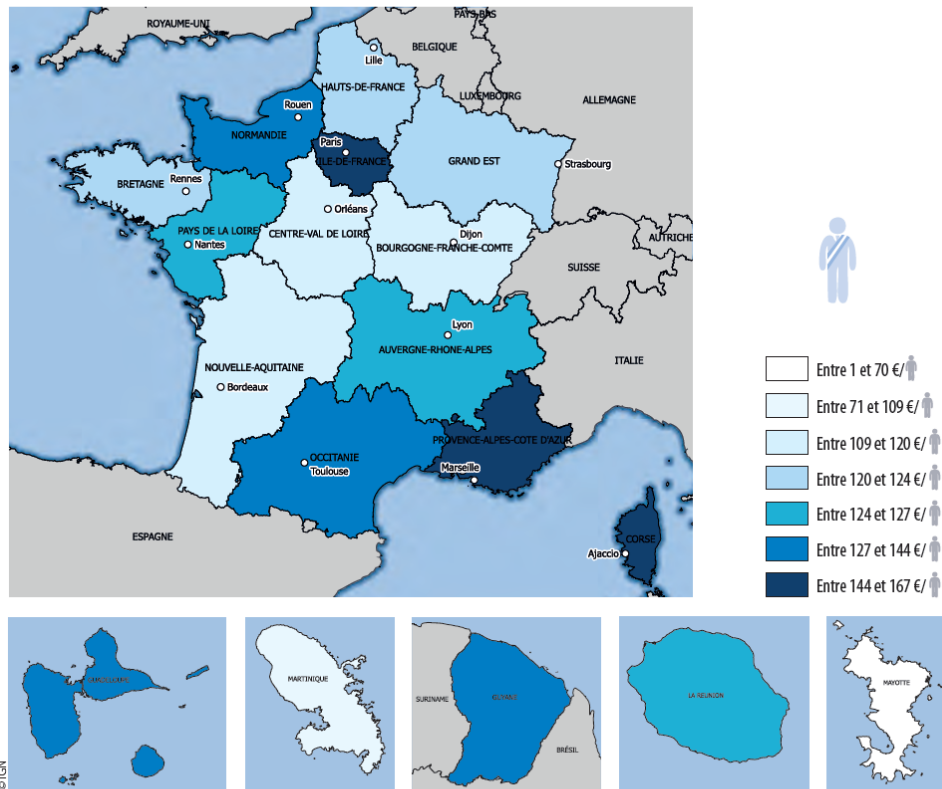 ROYAUME-UNI
PAYS-BAS
BELGIQUE
Lille
HAUTS-DE-FRANCE
LUXEMBOURG
ALLEMAGNE
Rouen
NORMANDIE
Paris
ILE-DE-FRANCE
GRAND EST
Strasbourg
BRETAGNE
Rennes
Orléans
PAYS DE LA LOIRE
Nantes
CENTRE-VAL DE LOIRE
Dijon
BOURGOGNE-FRANCHE-COMTE
AUTRICHE
SUISSE
Lyon
AUVERGNE-RHONE-ALPES
ITALIE
NOUVELLE-AQUITAINE
Bordeaux
PROVENCE-ALPES-COTE D'AZUR
OCCITANIE
Toulouse
Marseille
ESPAGNE
CORSE
Ajaccio
Entre 1 et 70 €/
Entre 71 et 109 €/
Entre 109 et 120 €/
Entre 120 et 124 €/
Entre 124 et 127 €/
Entre 127 et 144 €/
Entre 144 et 167 €/
GUADELOUPE
MARTINIQUE
SURINAME
GUYANE
BRÉSIL
LA REUNION
MAYOTTE
© IGN